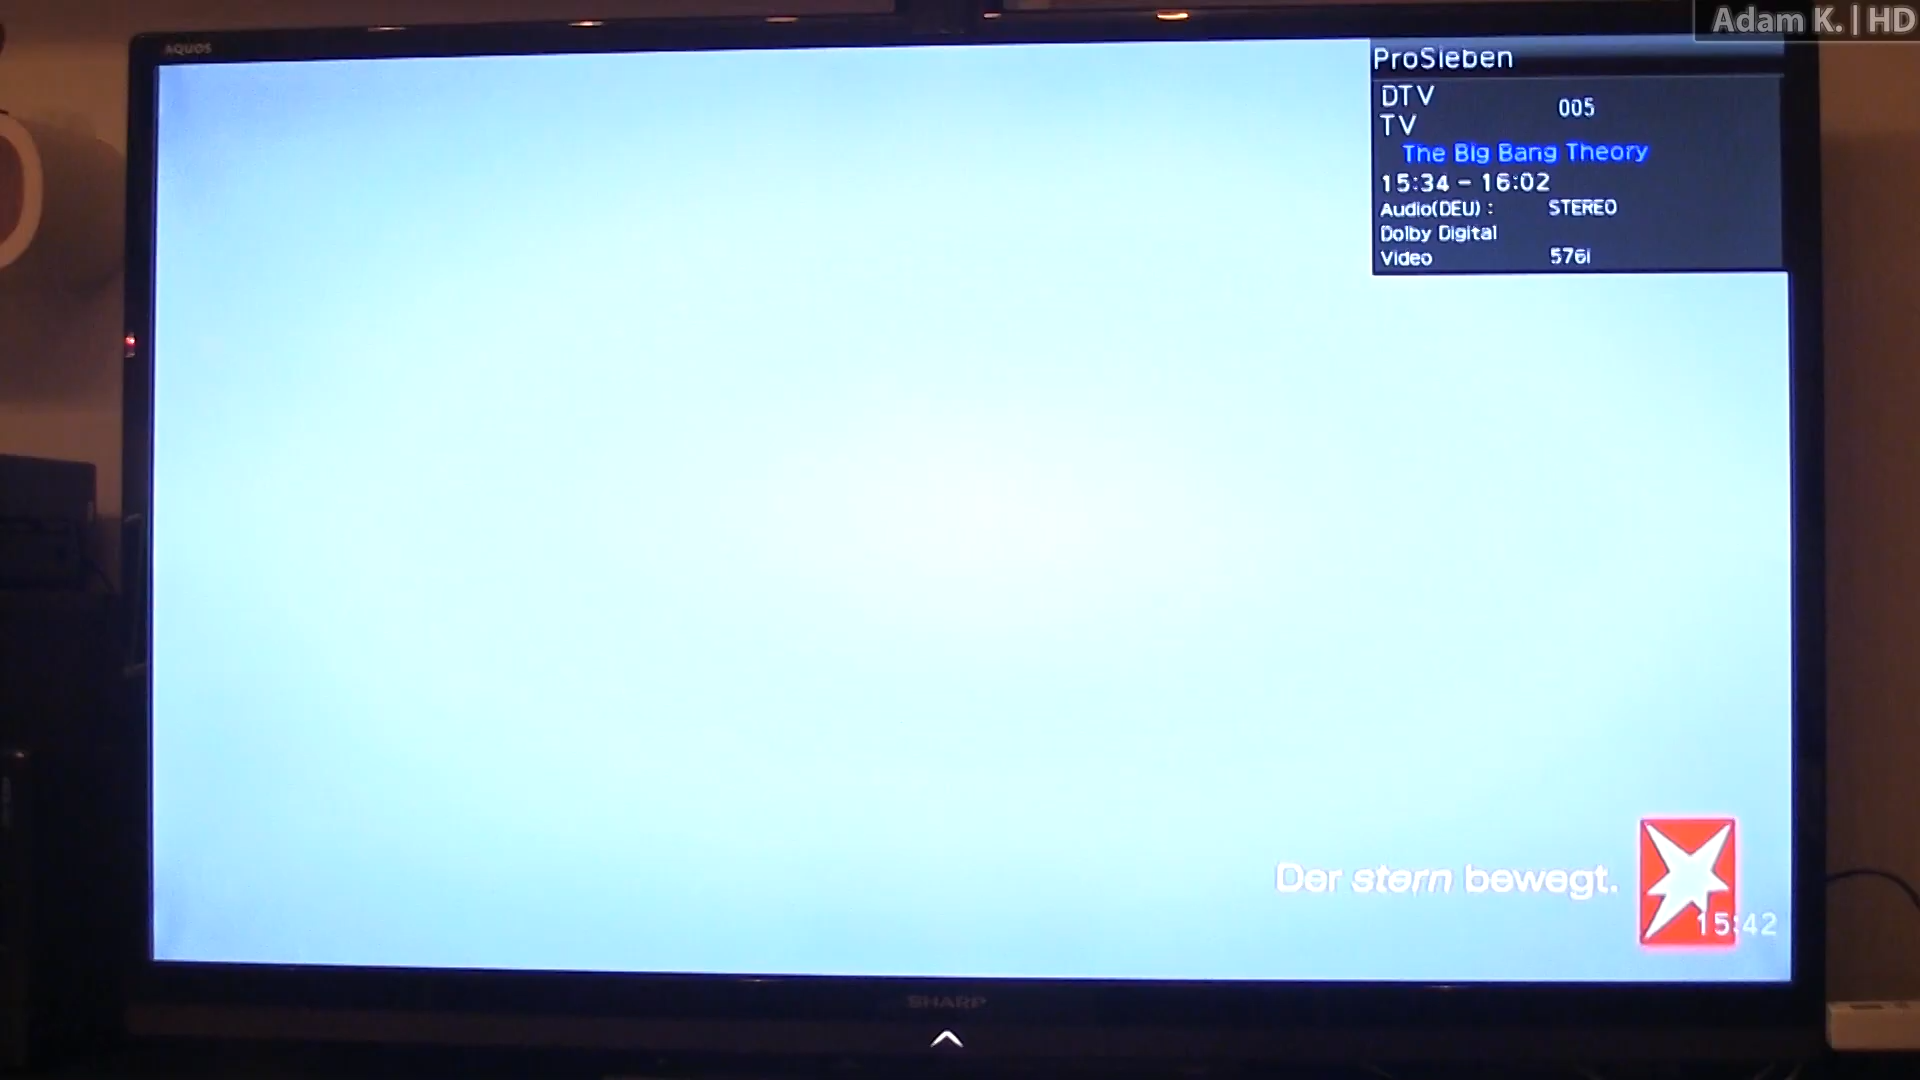 Adam K. | HD
AQUOS
ProSieben
DTV 005
TV
The Big Bang Theory
15:34 - 16:02
Audio(DEU) : STEREO
Dolby Digital
Video 576i
Der stern bewegt.
15:42
SHARP